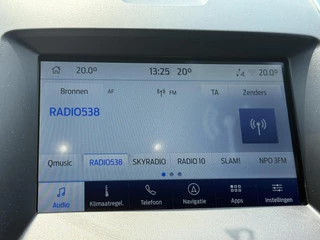 20.0° 13:25 20° 20.0°
Bronnen AF FM TA Zenders
RADIO538
Qmusic RADIO538 SKYRADIO RADIO 10 SLAM! NPO 3FM
Audio Klimaatregel. Telefoon Navigatie Apps Instellingen